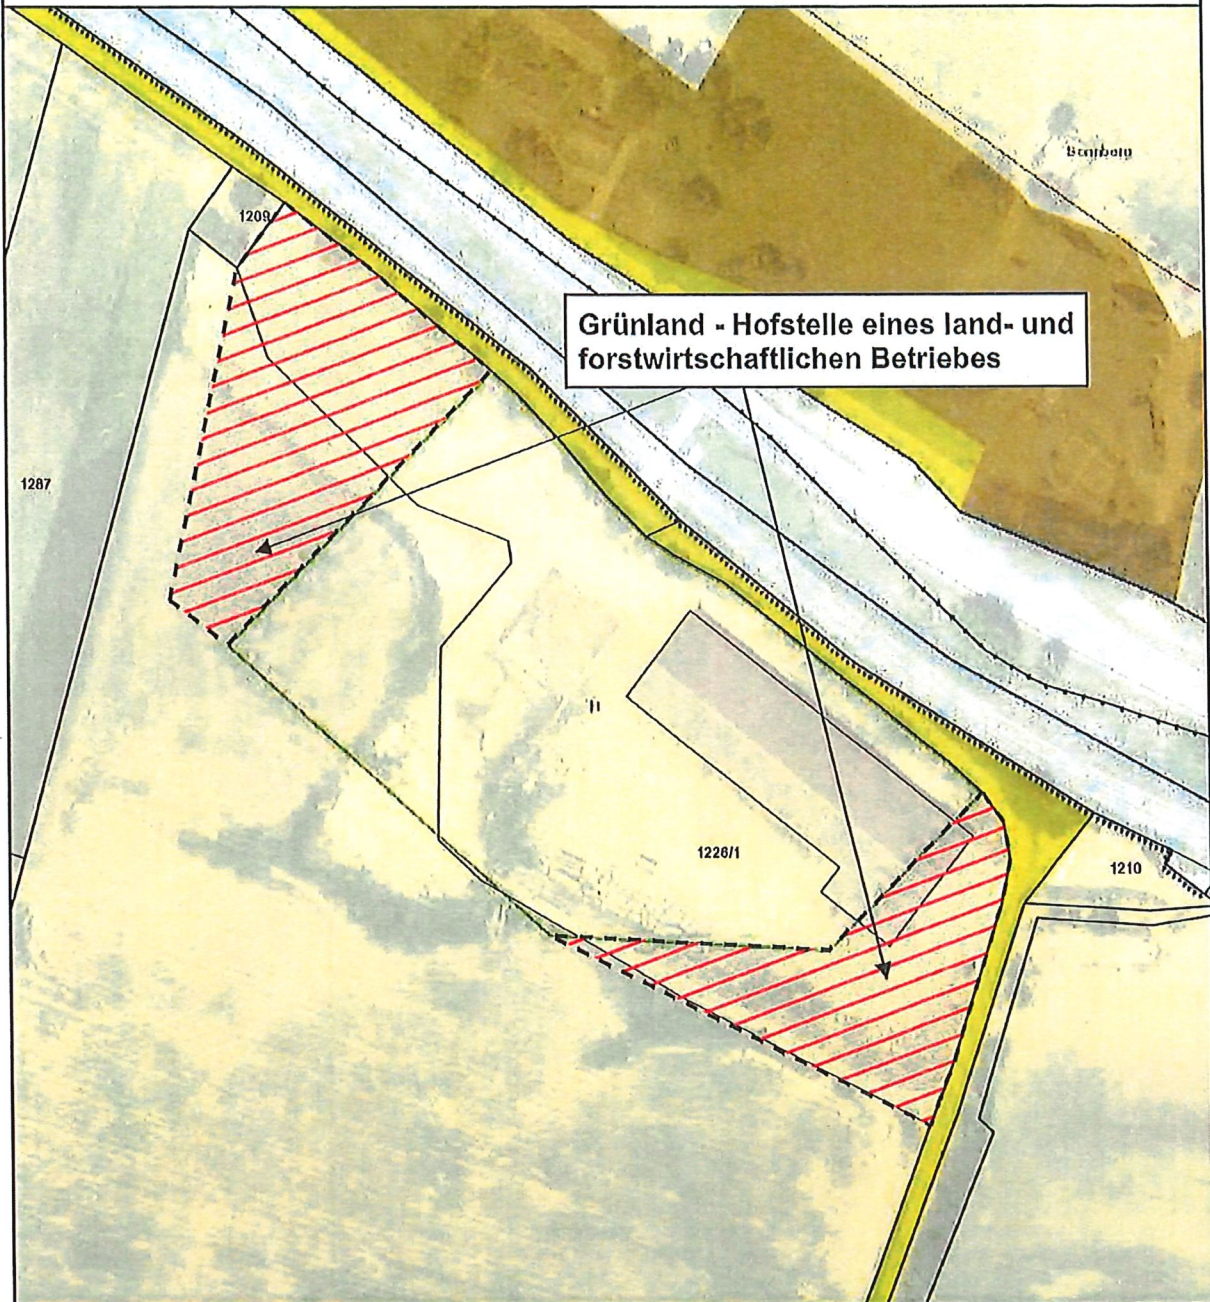 1209
Grünland - Hofstelle eines land- und
forstwirtschaftlichen Betriebes
1287
1226/1
1210